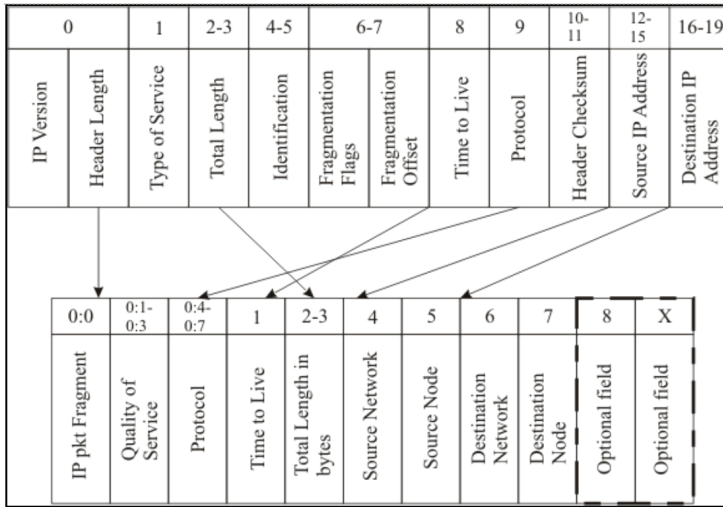 0
1
2-3
4-5
6-7
8
9
10-
11
12-
15
16-19
IP Version
Header Length
Type of Service
Total Length
Identification
Fragmentation
Flags
Fragmentation
Offset
Time to Live
Protocol
Header Checksum
Source IP Address
Destination IP
Address
0:0
0:1-
0:3
0:4-
0:7
1
2-3
4
5
6
7
8
X
IP pkt Fragment
Quality of
Service
Protocol
Time to Live
Total Length in
bytes
Source Network
Source Node
Destination
Network
Destination
Node
Optional field
Optional field